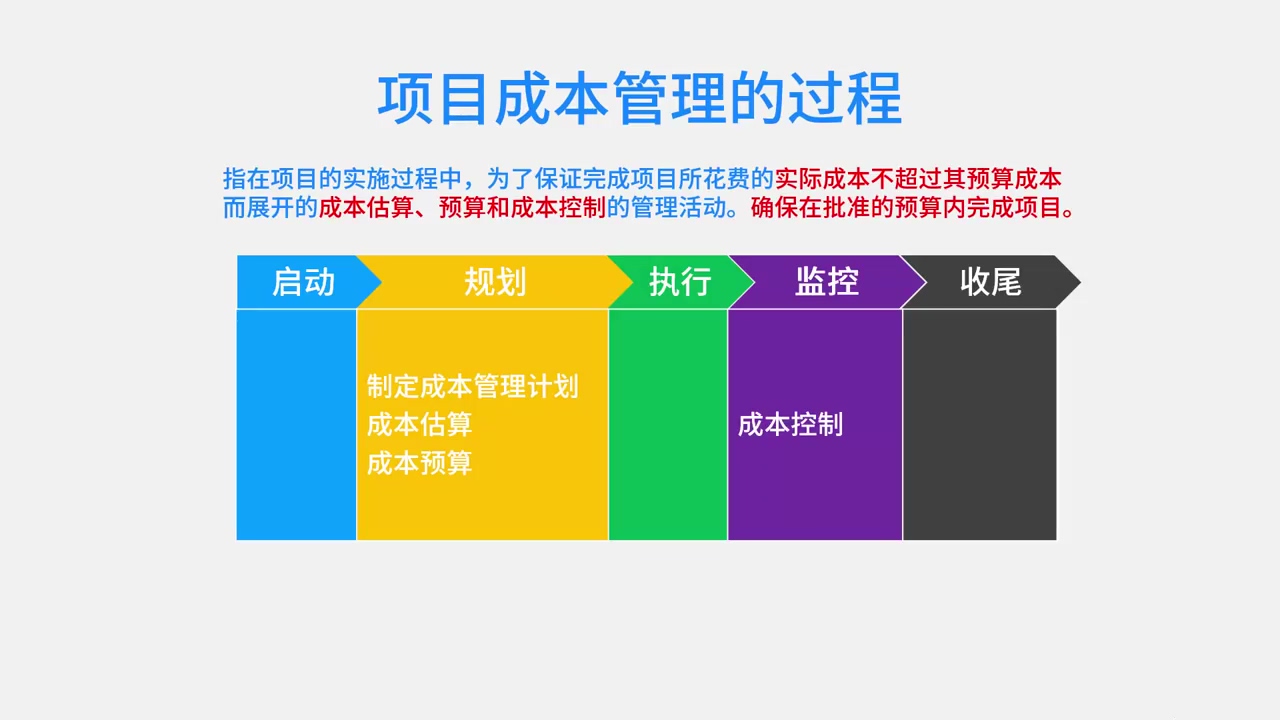 项目成本管理的过程
指在项目的实施过程中，为了保证完成项目所花费的实际成本不超过其预算成本
而展开的成本估算、预算和成本控制的管理活动。确保在批准的预算内完成项目。
启动 规划 执行 监控 收尾
制定成本管理计划
成本估算
成本预算
成本控制